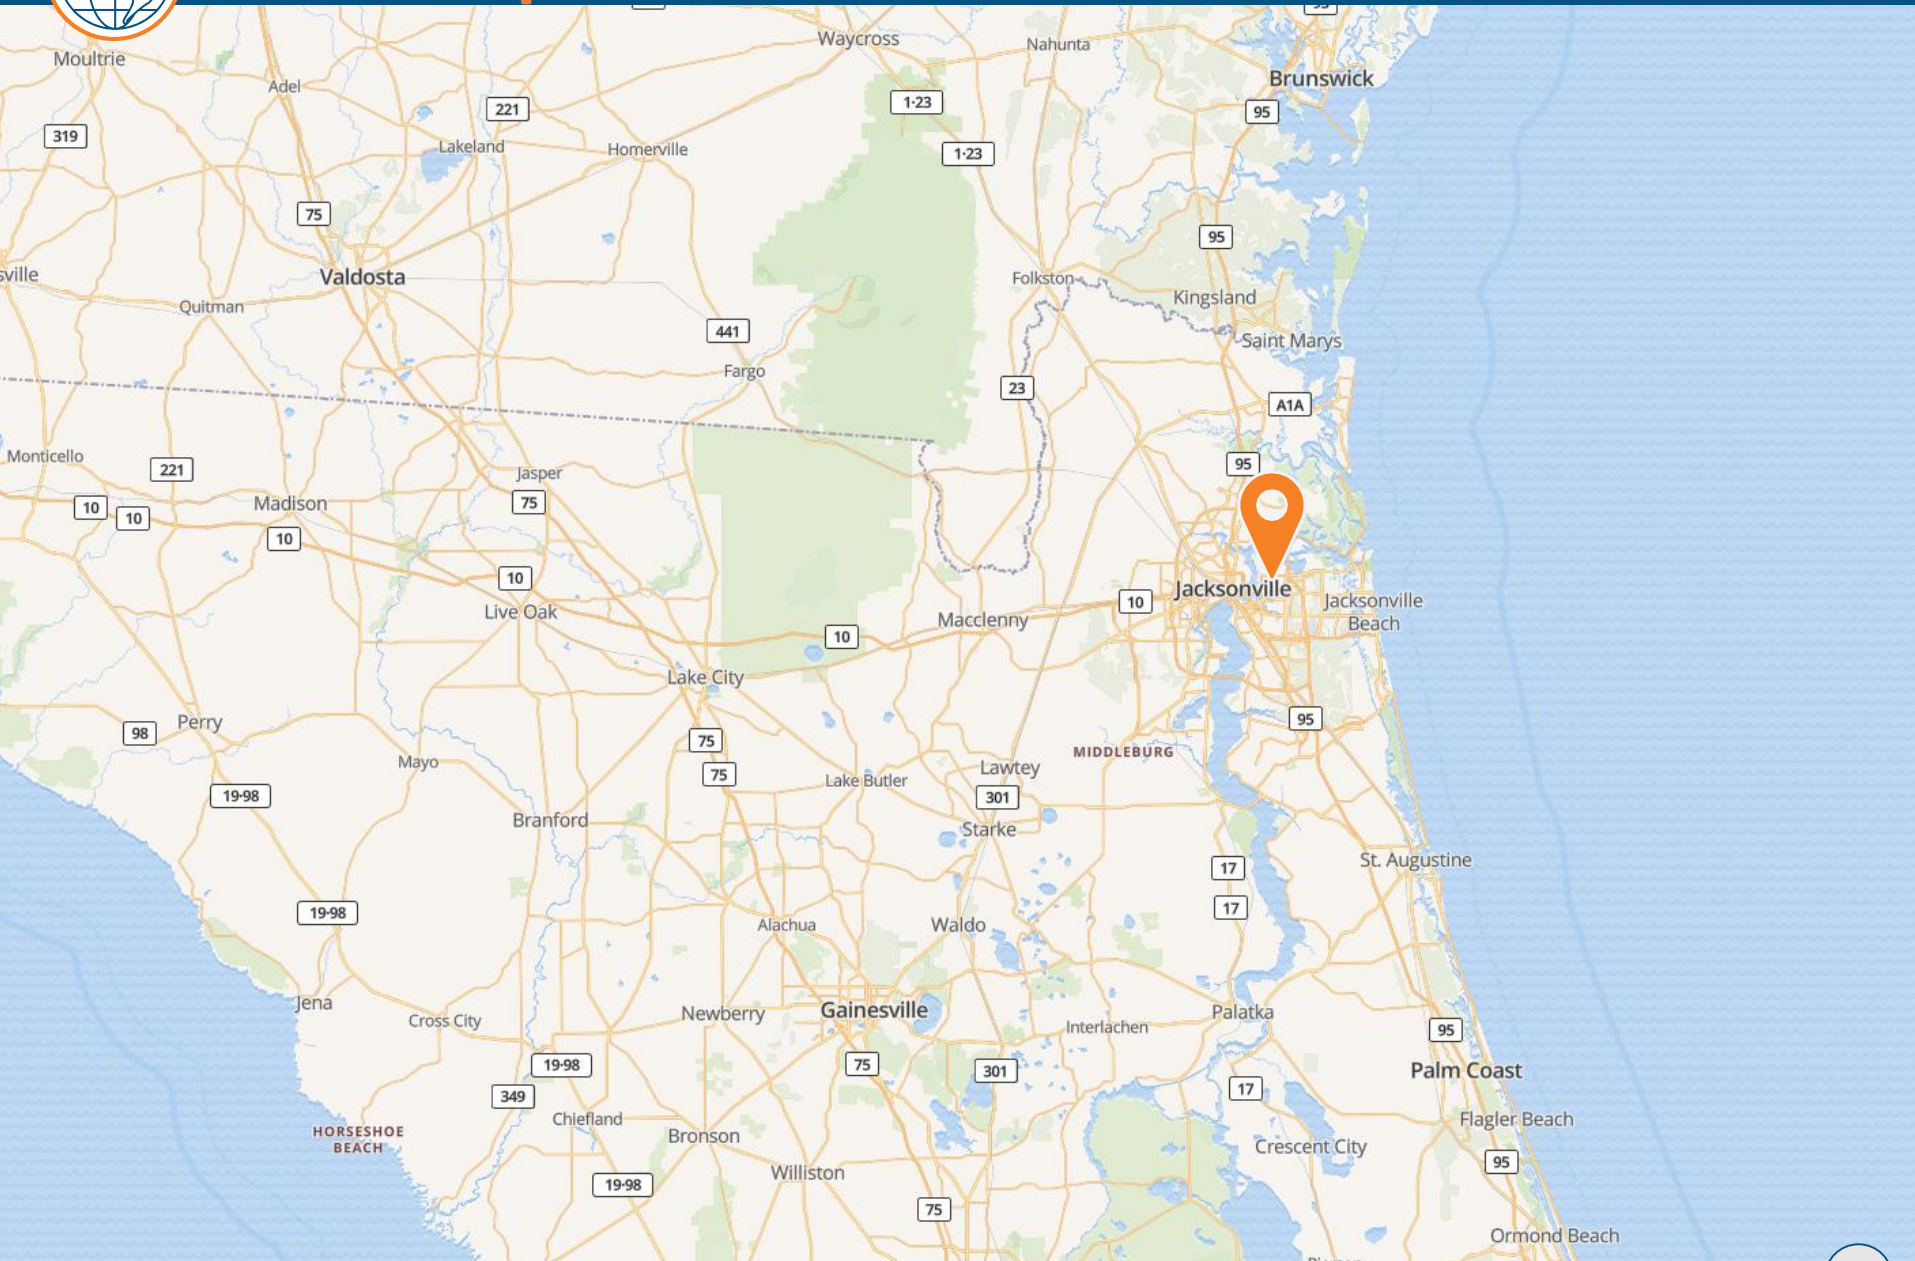 95
Waycross
Nahunta
Moultrie
Brunswick
Adel
1·23
221
95
319
Lakeland
Homerville
1·23
75
95
sville
Valdosta
Folkston
Kingsland
Quitman
441
Saint Marys
Fargo
23
A1A
Monticello
221
95
Jasper
75
10
10
Madison
10
10
Jacksonville
10
Jacksonville
Beach
Live Oak
Macclenny
10
Lake City
95
Perry
98
75
MIDDLEBURG
Mayo
75
Lake Butler
Lawtey
301
19·98
Branford
Starke
St. Augustine
17
17
19·98
Alachua
Waldo
Jena
Cross City
Newberry
Gainesville
Interlachen
Palatka
95
19·98
75
301
Palm Coast
349
17
Chiefland
Flagler Beach
HORSESHOE
BEACH
Bronson
Crescent City
95
Williston
19·98
75
Ormond Beach